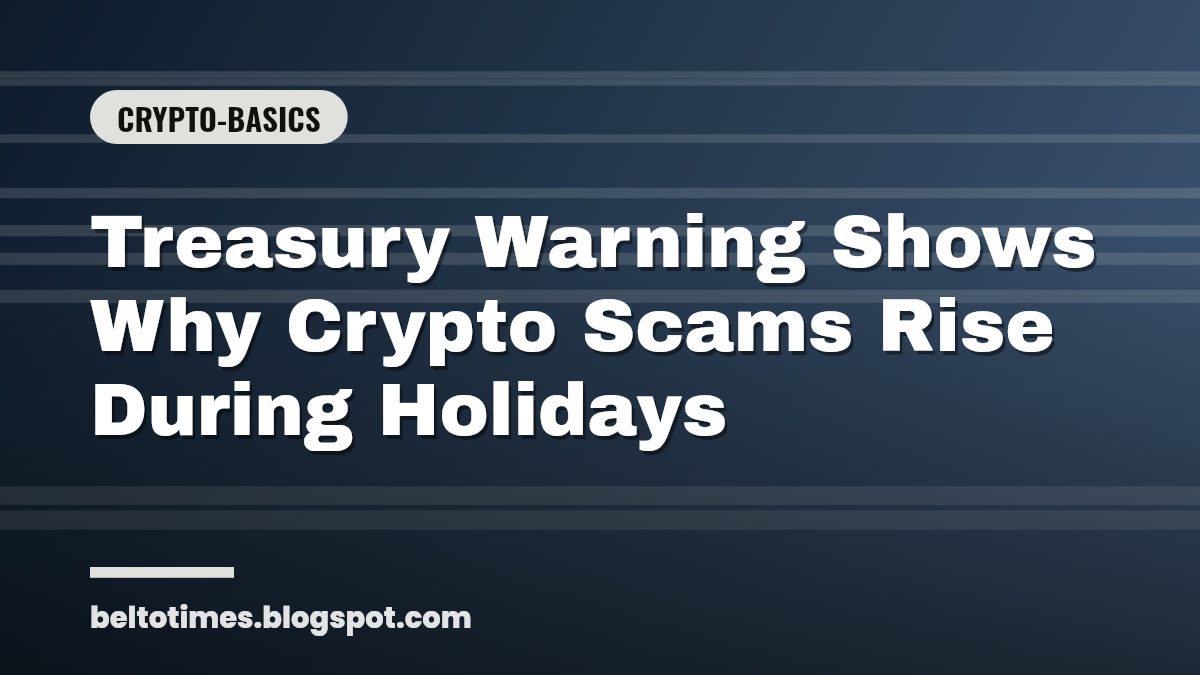 CRYPTO-BASICS
Treasury Warning Shows
Why Crypto Scams Rise
During Holidays
beltotimes.blogspot.com